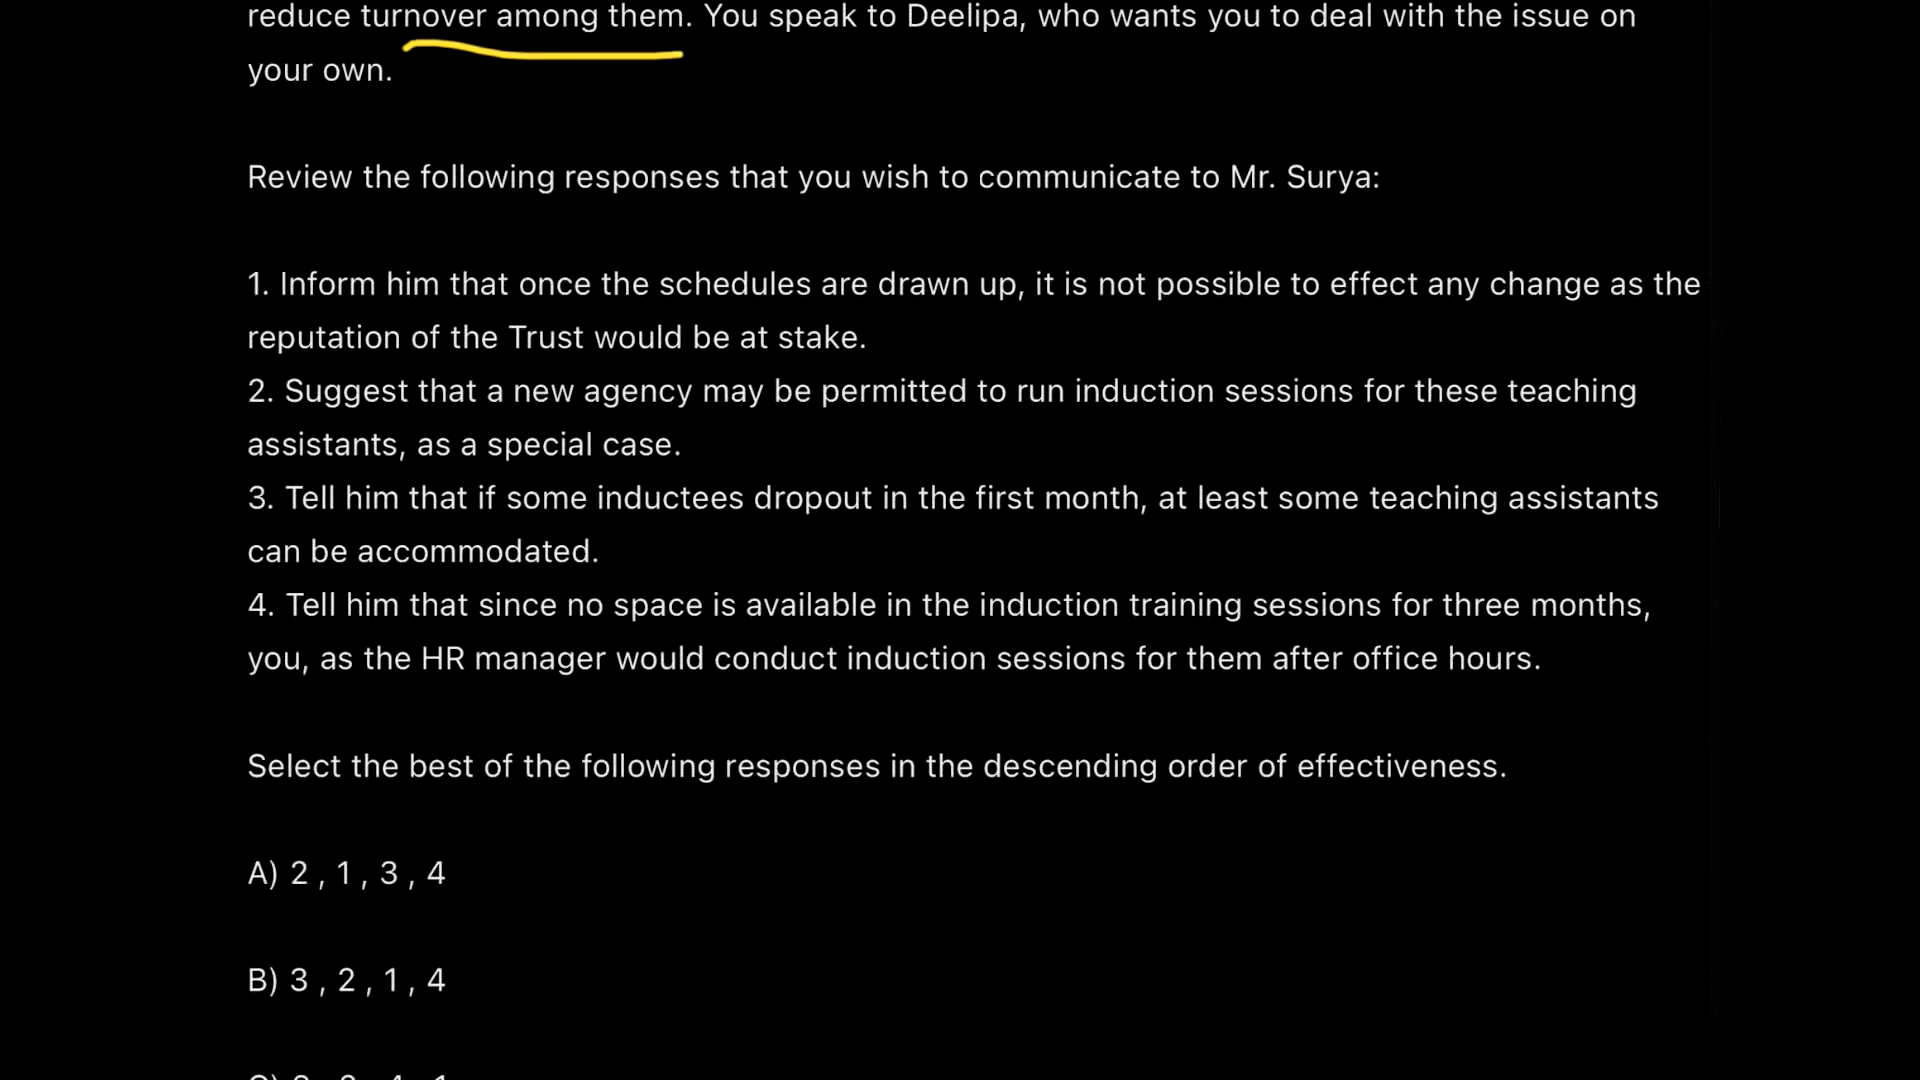 reduce turnover among them. You speak to Deelipa, who wants you to deal with the issue on
your own.
Review the following responses that you wish to communicate to Mr. Surya:
1. Inform him that once the schedules are drawn up, it is not possible to effect any change as the
reputation of the Trust would be at stake.
2. Suggest that a new agency may be permitted to run induction sessions for these teaching
assistants, as a special case.
3. Tell him that if some inductees dropout in the first month, at least some teaching assistants
can be accommodated.
4. Tell him that since no space is available in the induction training sessions for three months,
you, as the HR manager would conduct induction sessions for them after office hours.
Select the best of the following responses in the descending order of effectiveness.
A) 2 , 1 , 3 , 4
B) 3 , 2 , 1 , 4